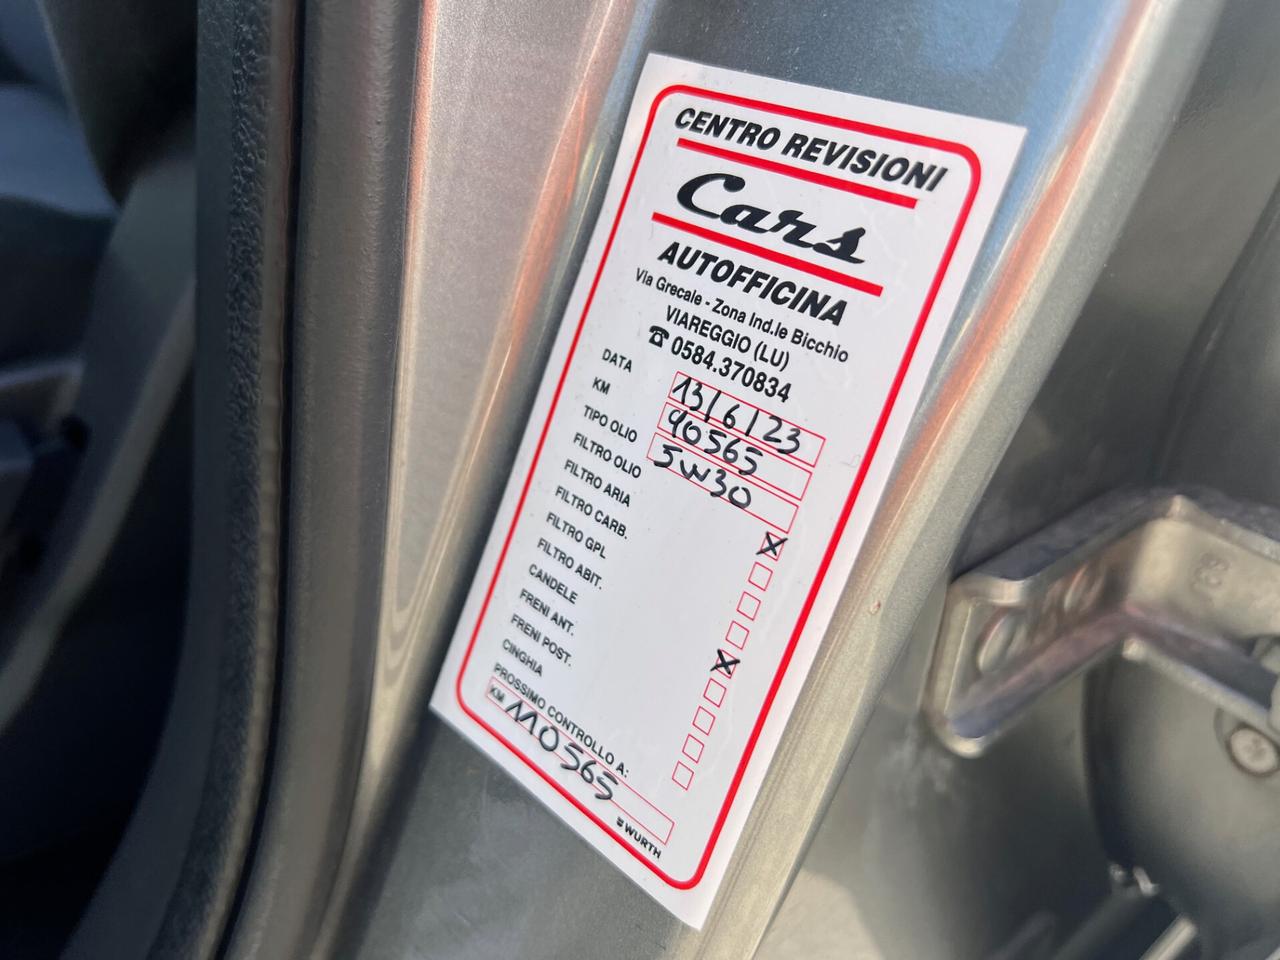 CENTRO REVISIONI
Cars
AUTOFFICINA
Via Grecale - Zona Ind.le Bicchio
VIAREGGIO (LU)
☎ 0584.370834
DATA 13/6/23
KM 90565
TIPO OLIO 5W30
FILTRO OLIO X
FILTRO ARIA
FILTRO CARB.
FILTRO GPL
FILTRO ABIT. X
CANDELE
FRENI ANT.
FRENI POST.
CINGHIA
PROSSIMO CONTROLLO A:
KM 110565
WURTH